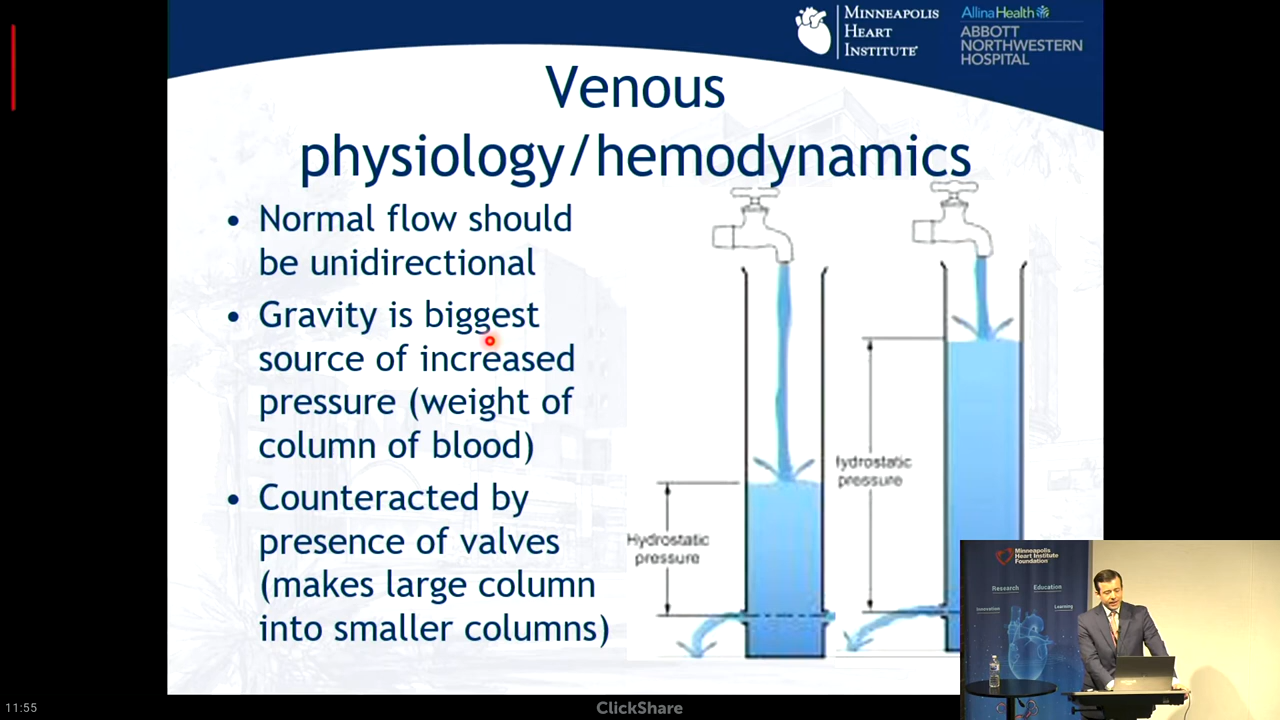 MINNEAPOLIS
HEART
INSTITUTE
AllinaHealth
ABBOTT
NORTHWESTERN
HOSPITAL
Venous
physiology/hemodynamics
• Normal flow should
be unidirectional
• Gravity is biggest
source of increased
pressure (weight of
column of blood)
• Counteracted by
presence of valves
(makes large column
into smaller columns)
Hydrostatic
pressure
Hydrostatic
pressure
Minneapolis
Heart Institute
Foundation
Research
Education
Innovation
Learning
11:55
ClickShare